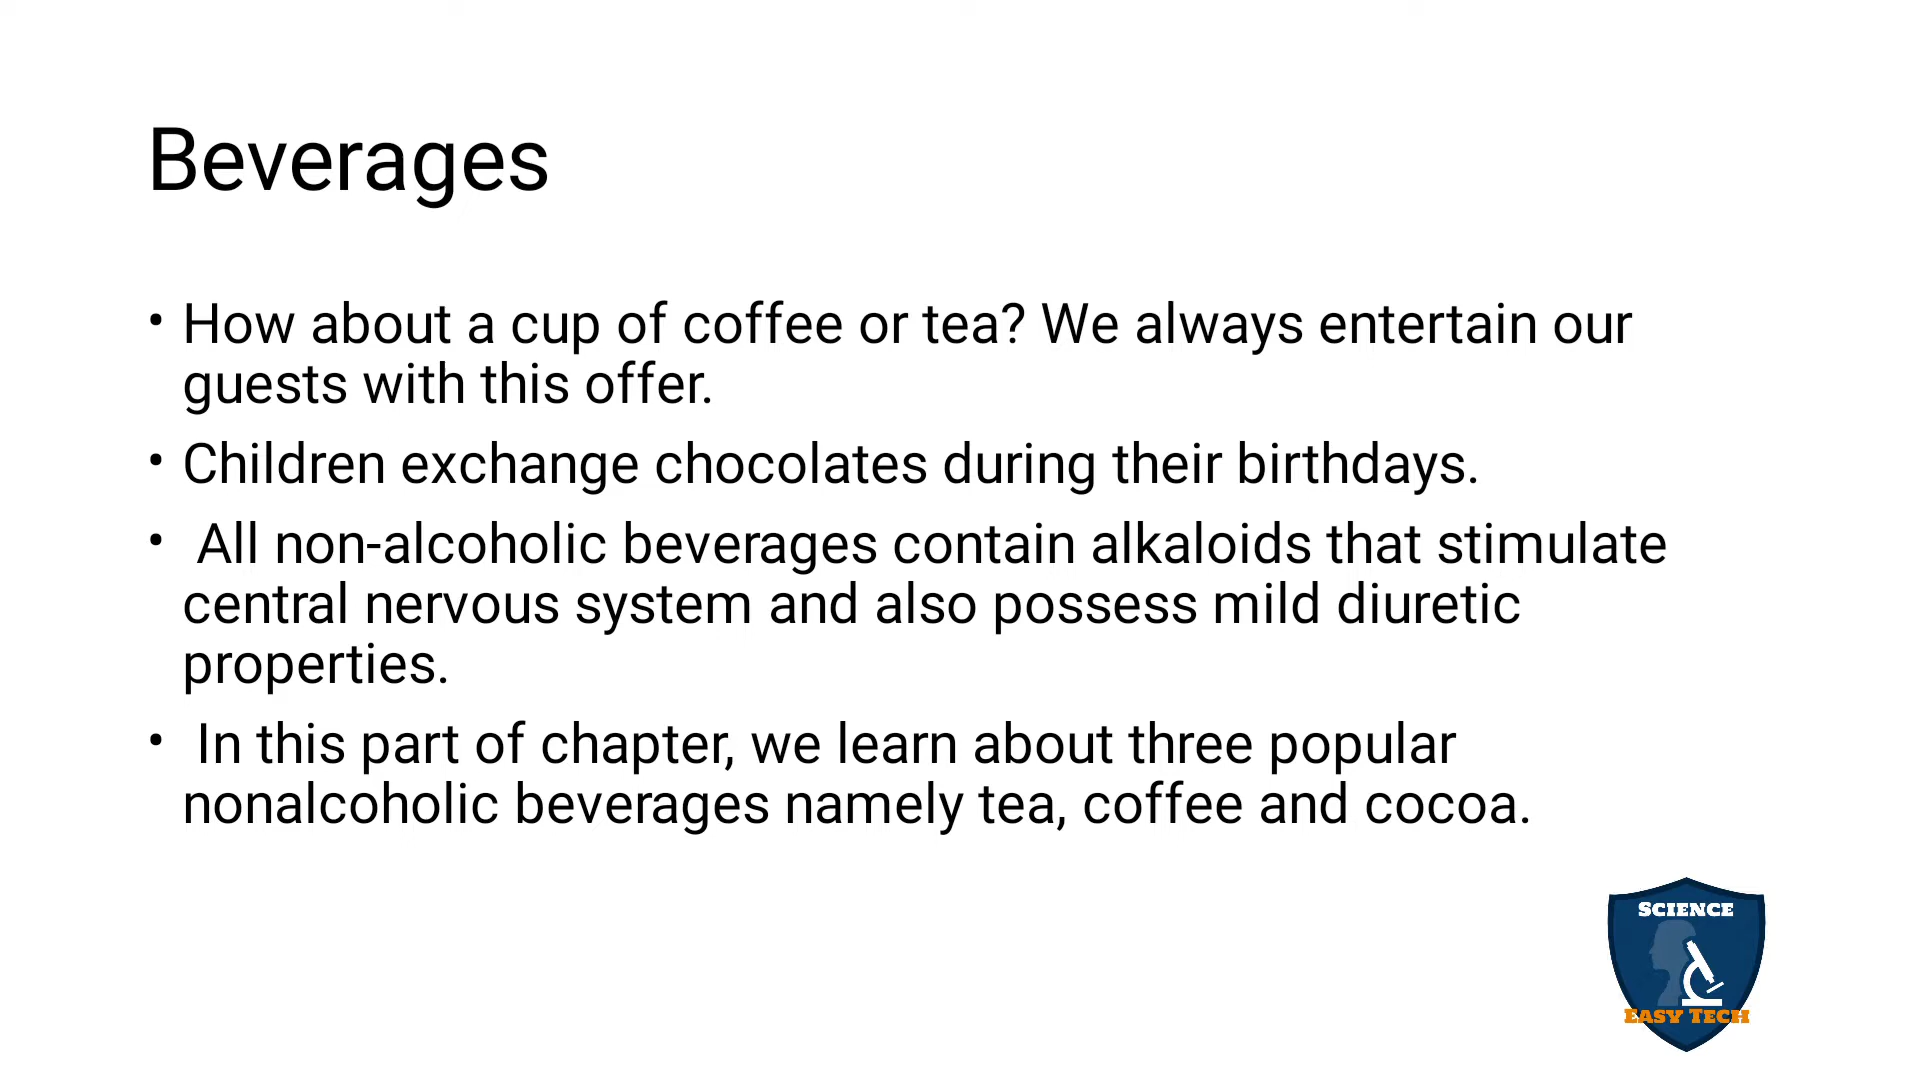 Beverages
• How about a cup of coffee or tea? We always entertain our
guests with this offer.
• Children exchange chocolates during their birthdays.
• All non-alcoholic beverages contain alkaloids that stimulate
central nervous system and also possess mild diuretic
properties.
• In this part of chapter, we learn about three popular
nonalcoholic beverages namely tea, coffee and cocoa.
SCIENCE
EASY TECH